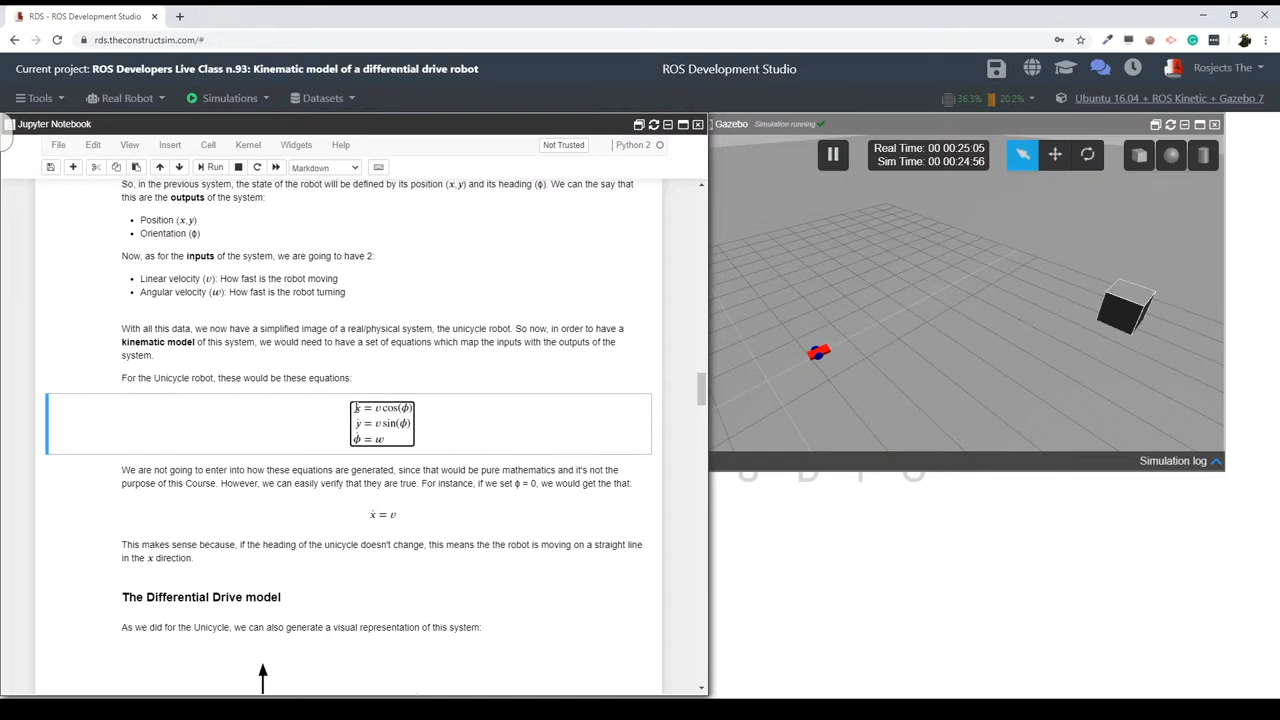 RDS - ROS Development Studio
rds.theconstructsim.com/#
Current project: ROS Developers Live Class n.93: Kinematic model of a differential drive robot
ROS Development Studio
Rosjects The
Tools
Real Robot
Simulations
Datasets
36.3%
20.2%
Ubuntu 16.04 + ROS Kinetic + Gazebo 7
Jupyter Notebook
File Edit View Insert Cell Kernel Widgets Help
Not Trusted
Python 2
Run
Markdown
So, in the previous system, the state of the robot will be defined by its position (x, y) and its heading (ϕ). We can the say that
this are the outputs of the system:
• Position (x, y)
• Orientation (ϕ)
Now, as for the inputs of the system, we are going to have 2:
• Linear velocity (v): How fast is the robot moving
• Angular velocity (w): How fast is the robot turning
With all this data, we now have a simplified image of a real/physical system, the unicycle robot. So now, in order to have a
kinematic model of this system, we would need to have a set of equations which map the inputs with the outputs of the
system.
For the Unicycle robot, these would be these equations:
ẋ = v cos(ϕ)
ẏ = v sin(ϕ)
ϕ̇ = w
We are not going to enter into how these equations are generated, since that would be pure mathematics and it's not the
purpose of this Course. However, we can easily verify that they are true. For instance, if we set ϕ = 0, we would get the that:
ẋ = v
This makes sense because, if the heading of the unicycle doesn't change, this means the the robot is moving on a straight line
in the x direction.
The Differential Drive model
As we did for the Unicycle, we can also generate a visual representation of this system:
Gazebo
Simulation running
Real Time: 00 00:25:05
Sim Time: 00 00:24:56
Simulation log